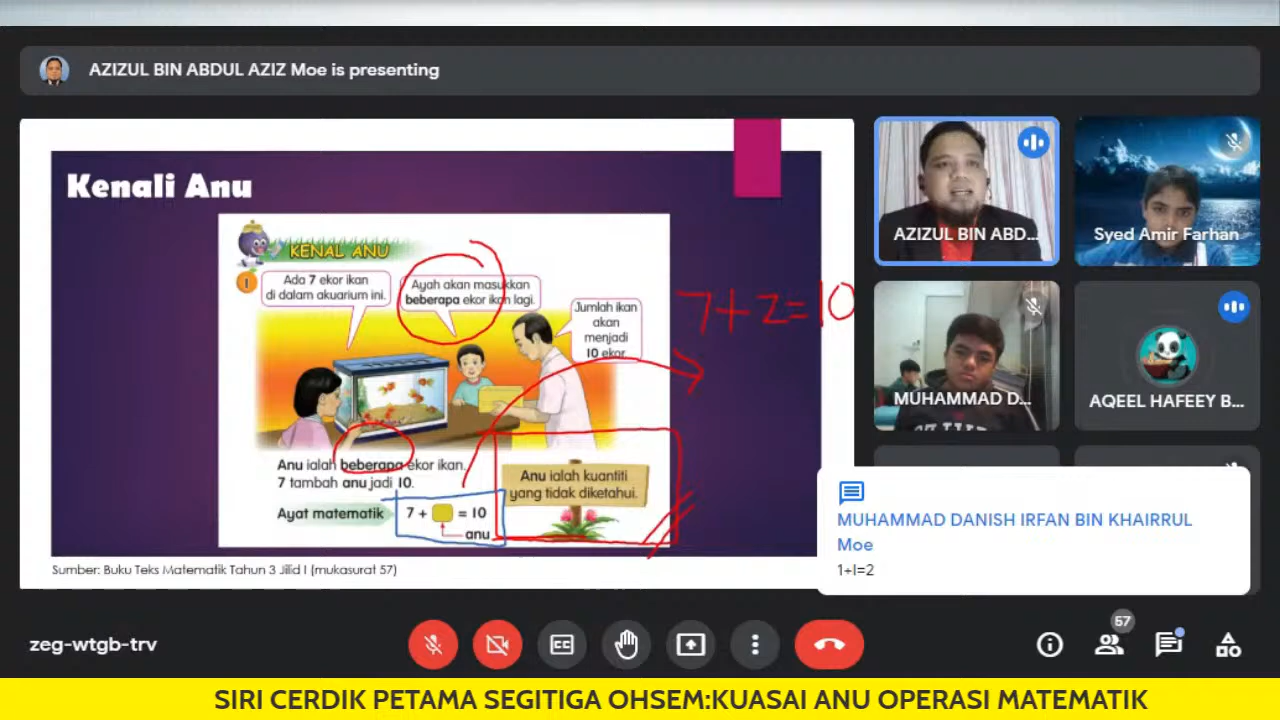 AZIZUL BIN ABDUL AZIZ Moe is presenting
Kenali Anu
KENAL ANU
1
Ada 7 ekor ikan
di dalam akuarium ini.
Ayah akan masukkan
beberapa ekor ikan lagi.
Jumlah ikan
akan
menjadi
10 ekor
7+z=10
Anu ialah beberapa ekor ikan.
7 tambah anu jadi 10.
Ayat matematik
7 + = 10
anu
Anu ialah kuantiti
yang tidak diketahui.
Sumber: Buku Teks Matematik Tahun 3 Jilid I (mukasurat 57)
AZIZUL BIN ABD...
Syed Amir Farhan
MUHAMMAD D...
AQEEL HAFEEY B...
MUHAMMAD DANISH IRFAN BIN KHAIRRUL
Moe
1+I=2
zeg-wtgb-trv
CC
57
SIRI CERDIK PETAMA SEGITIGA OHSEM:KUASAI ANU OPERASI MATEMATIK